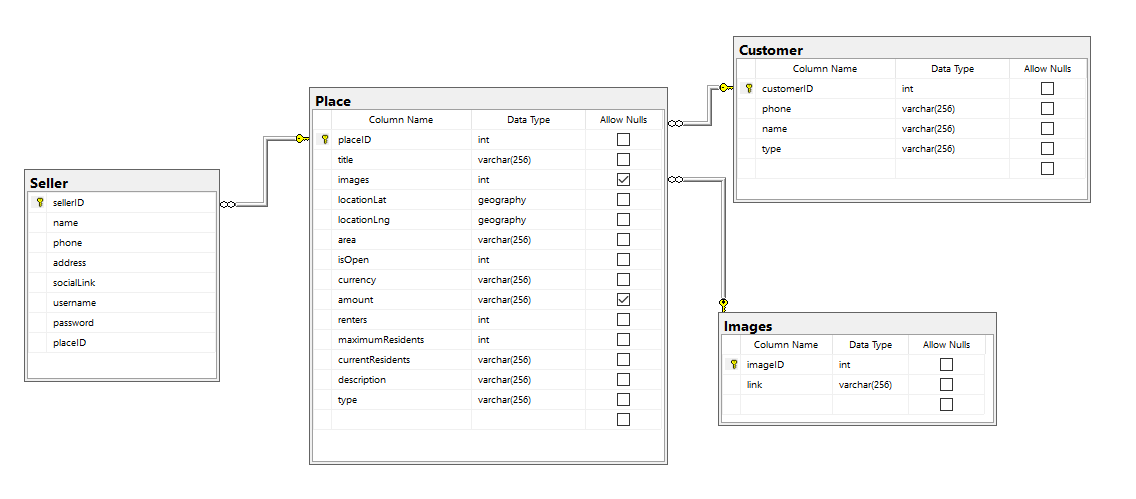 Customer
Column Name Data Type Allow Nulls
customerID int
phone varchar(256)
name varchar(256)
type varchar(256)
Place
Column Name Data Type Allow Nulls
placeID int
title varchar(256)
images int
locationLat geography
locationLng geography
area varchar(256)
isOpen int
currency varchar(256)
amount varchar(256)
renters int
maximumResidents int
currentResidents varchar(256)
description varchar(256)
type varchar(256)
Seller
sellerID
name
phone
address
socialLink
username
password
placeID
Images
Column Name Data Type Allow Nulls
imageID int
link varchar(256)